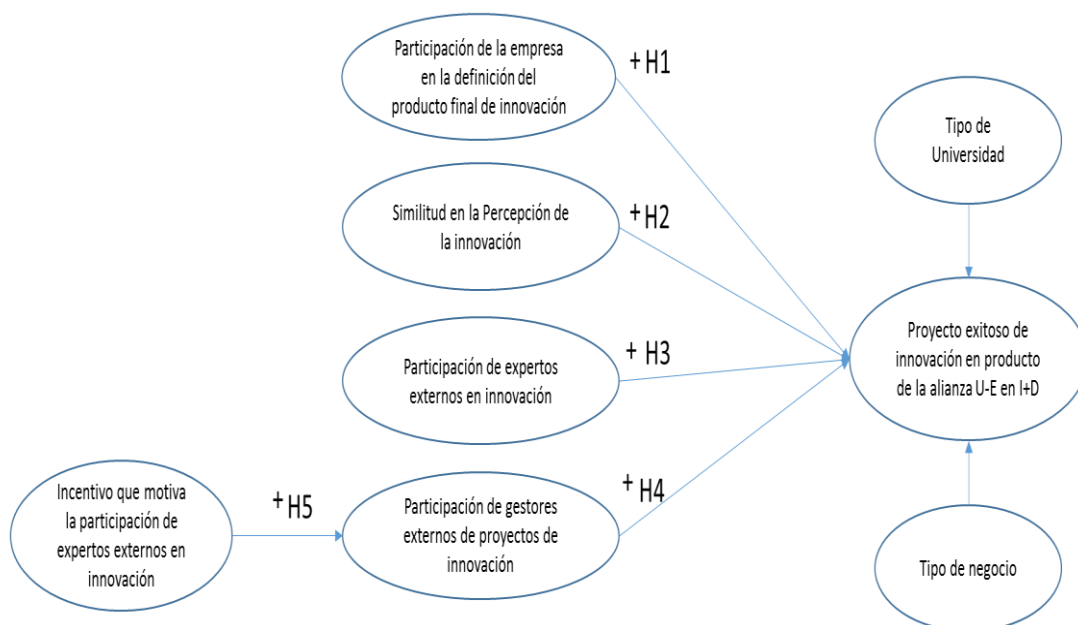 Participación de la empresa
en la definición del
producto final de innovación
+ H1
Similitud en la Percepción de
la innovación
+ H2
Participación de expertos
externos en innovación
+ H3
Incentivo que motiva
la participación de
expertos externos en
innovación
+ H5
Participación de gestores
externos de proyectos de
innovación
+ H4
Tipo de
Universidad
Proyecto exitoso de
innovación en producto
de la alianza U-E en I+D
Tipo de negocio